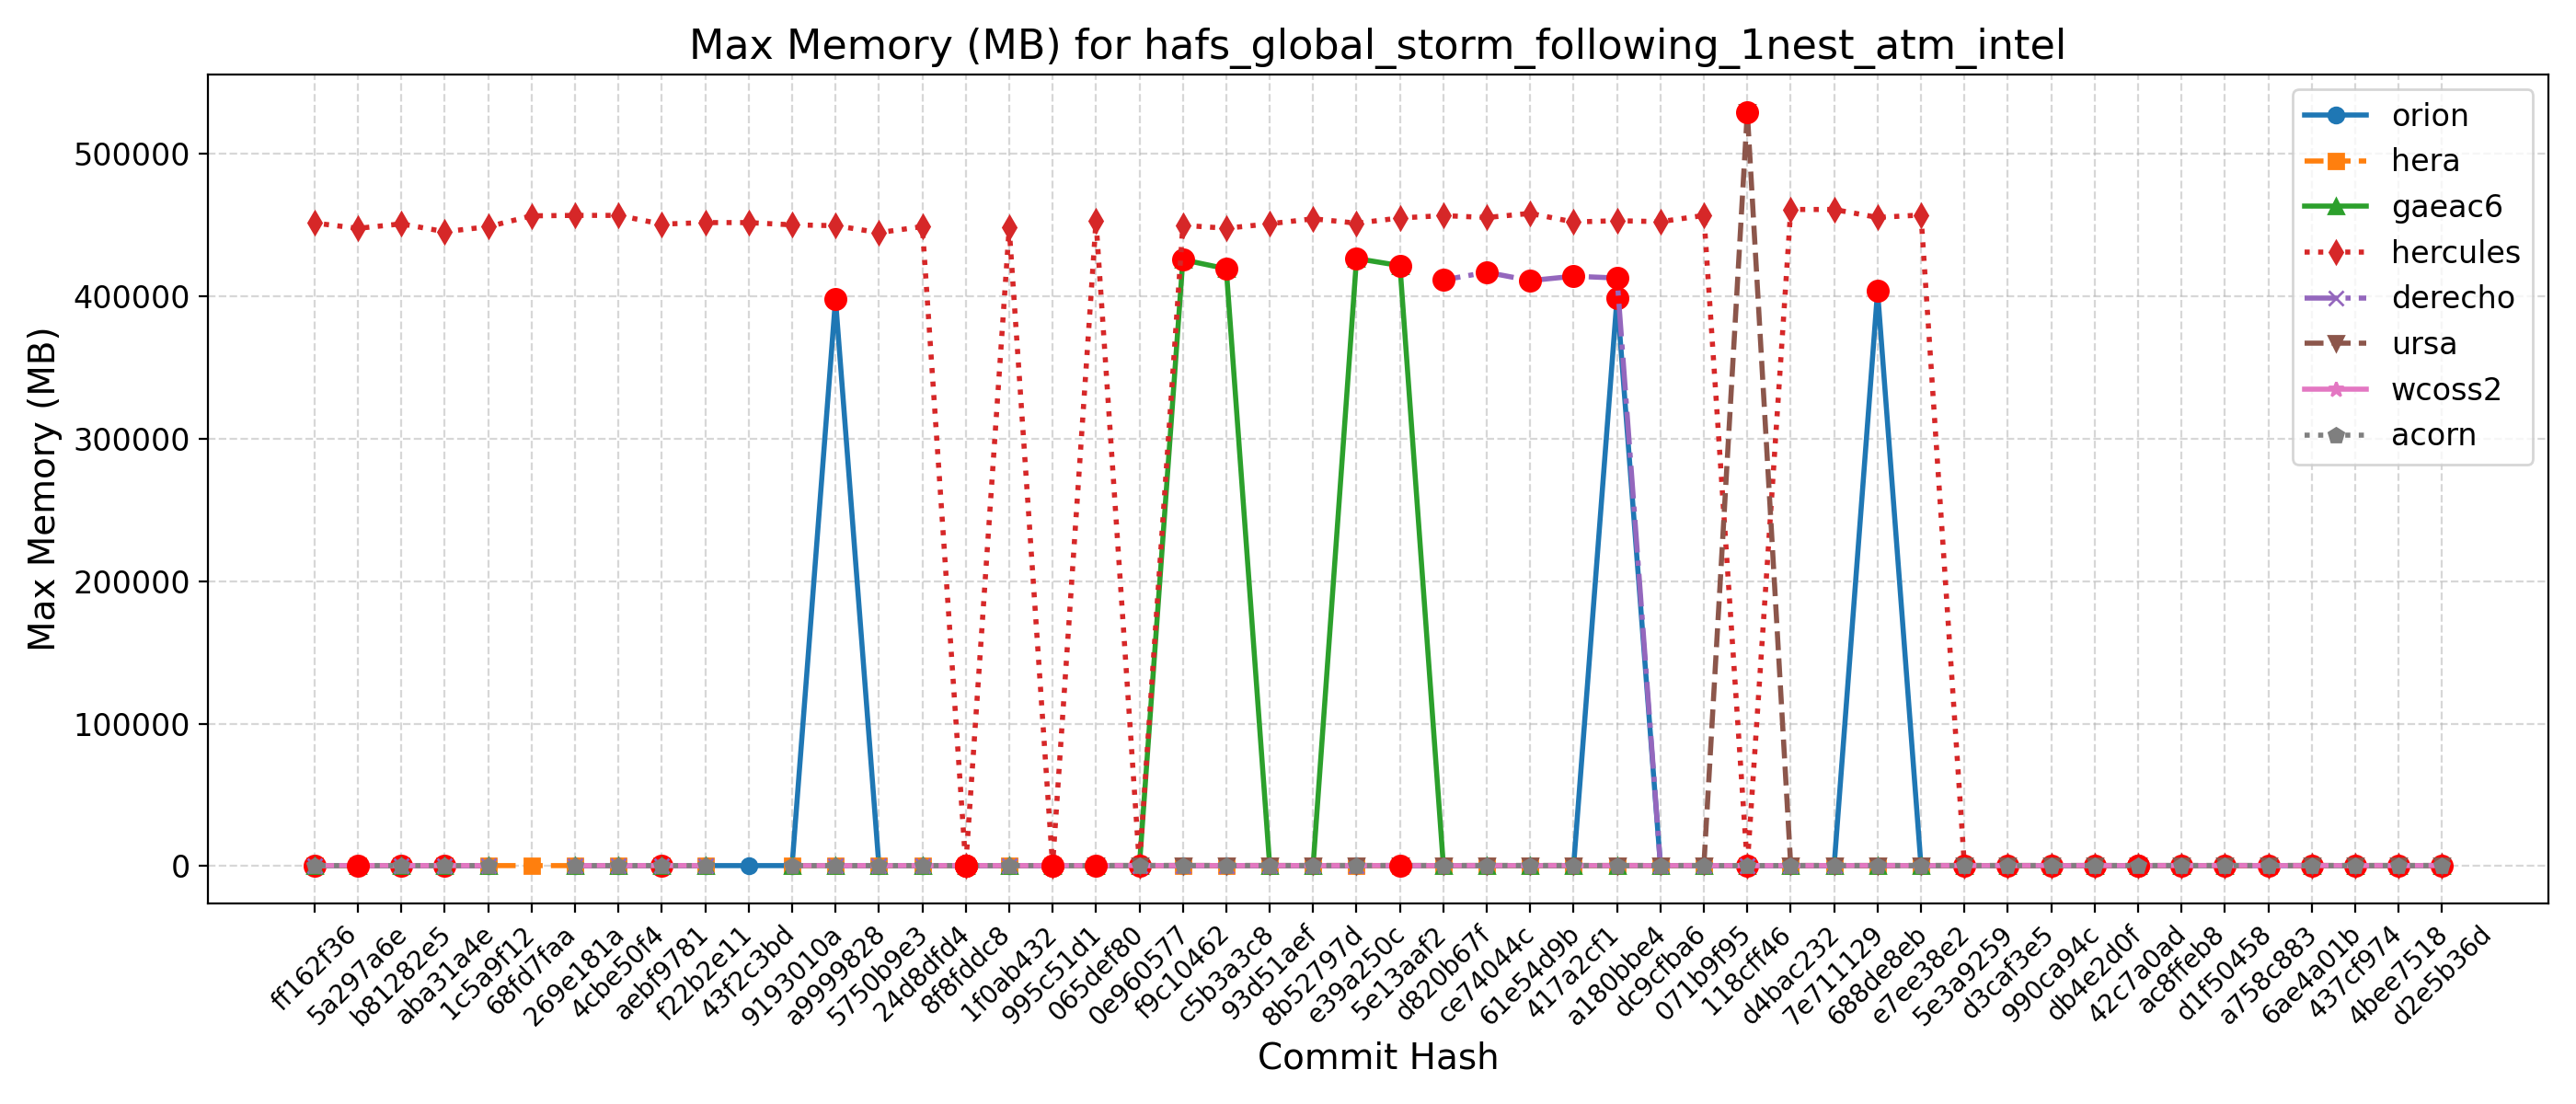 Max Memory (MB) for hafs_global_storm_following_1nest_atm_intel
Max Memory (MB)
500000
400000
300000
200000
100000
0
orion
hera
gaeac6
hercules
derecho
ursa
wcoss2
acorn
ff162f36
5a297a6e
b81282e5
aba31a4e
1c5a9f12
68fd7faa
269e181a
4cbe50f4
aebf9781
f22b2e11
43f2c3bd
9193010a
a9999828
5750b9e3
24d8dfd4
8f8fddc8
1f0ab432
995c51d1
065def80
0e960577
f9c10462
c5b3a3c8
93d51aef
8b52797d
e39a250c
5e13aaf2
d820b67f
ce74044c
61e54d9b
417a2cf1
a180bbe4
dc9cfba6
071b9f95
118cff46
d4bac232
7e711129
688de8eb
e7ee38e2
5e3a9259
d3caf3e5
990ca94c
db4e2d0f
42c7a0ad
ac8ffeb8
d1f50458
a758c883
6ae4a01b
437cf974
4bee7518
d2e5b36d
Commit Hash